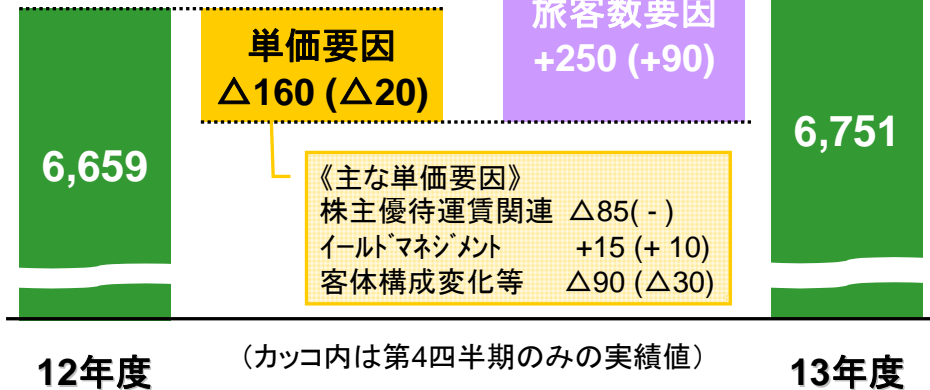 旅客数要因
+250 (+90)
単価要因
△160 (△20)
6,659
6,751
《主な単価要因》
株主優待運賃関連 △85( - )
ｲｰﾙﾄﾞﾏﾈｼﾞﾒﾝﾄ +15 (+ 10)
客体構成変化等 △90 (△30)
12年度
（カッコ内は第4四半期のみの実績値）
13年度